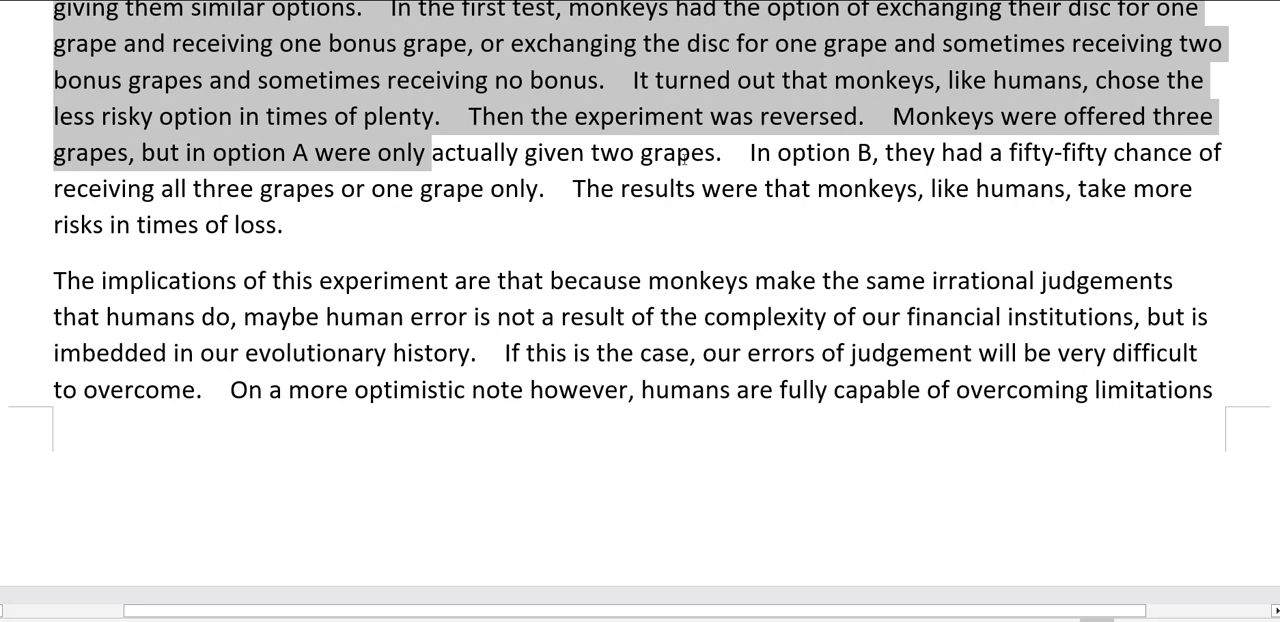 giving them similar options.    In the first test, monkeys had the option of exchanging their disc for one
grape and receiving one bonus grape, or exchanging the disc for one grape and sometimes receiving two
bonus grapes and sometimes receiving no bonus.    It turned out that monkeys, like humans, chose the
less risky option in times of plenty.    Then the experiment was reversed.    Monkeys were offered three
grapes, but in option A were only actually given two grapes.    In option B, they had a fifty-fifty chance of
receiving all three grapes or one grape only.    The results were that monkeys, like humans, take more
risks in times of loss.
The implications of this experiment are that because monkeys make the same irrational judgements
that humans do, maybe human error is not a result of the complexity of our financial institutions, but is
imbedded in our evolutionary history.    If this is the case, our errors of judgement will be very difficult
to overcome.    On a more optimistic note however, humans are fully capable of overcoming limitations